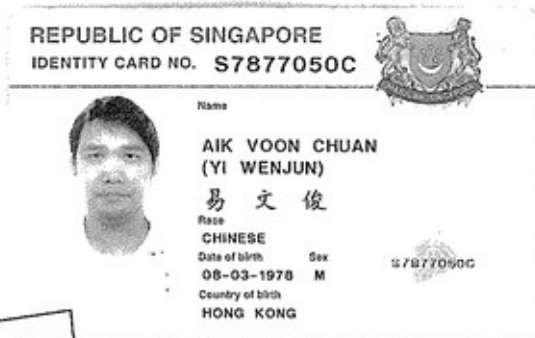 REPUBLIC OF SINGAPORE
IDENTITY CARD NO. S7877050C
Name
AIK VOON CHUAN
(YI WENJUN)
易文俊
Race
CHINESE
Date of birth Sex
08-03-1978 M
S7877050C
Country of birth
HONG KONG